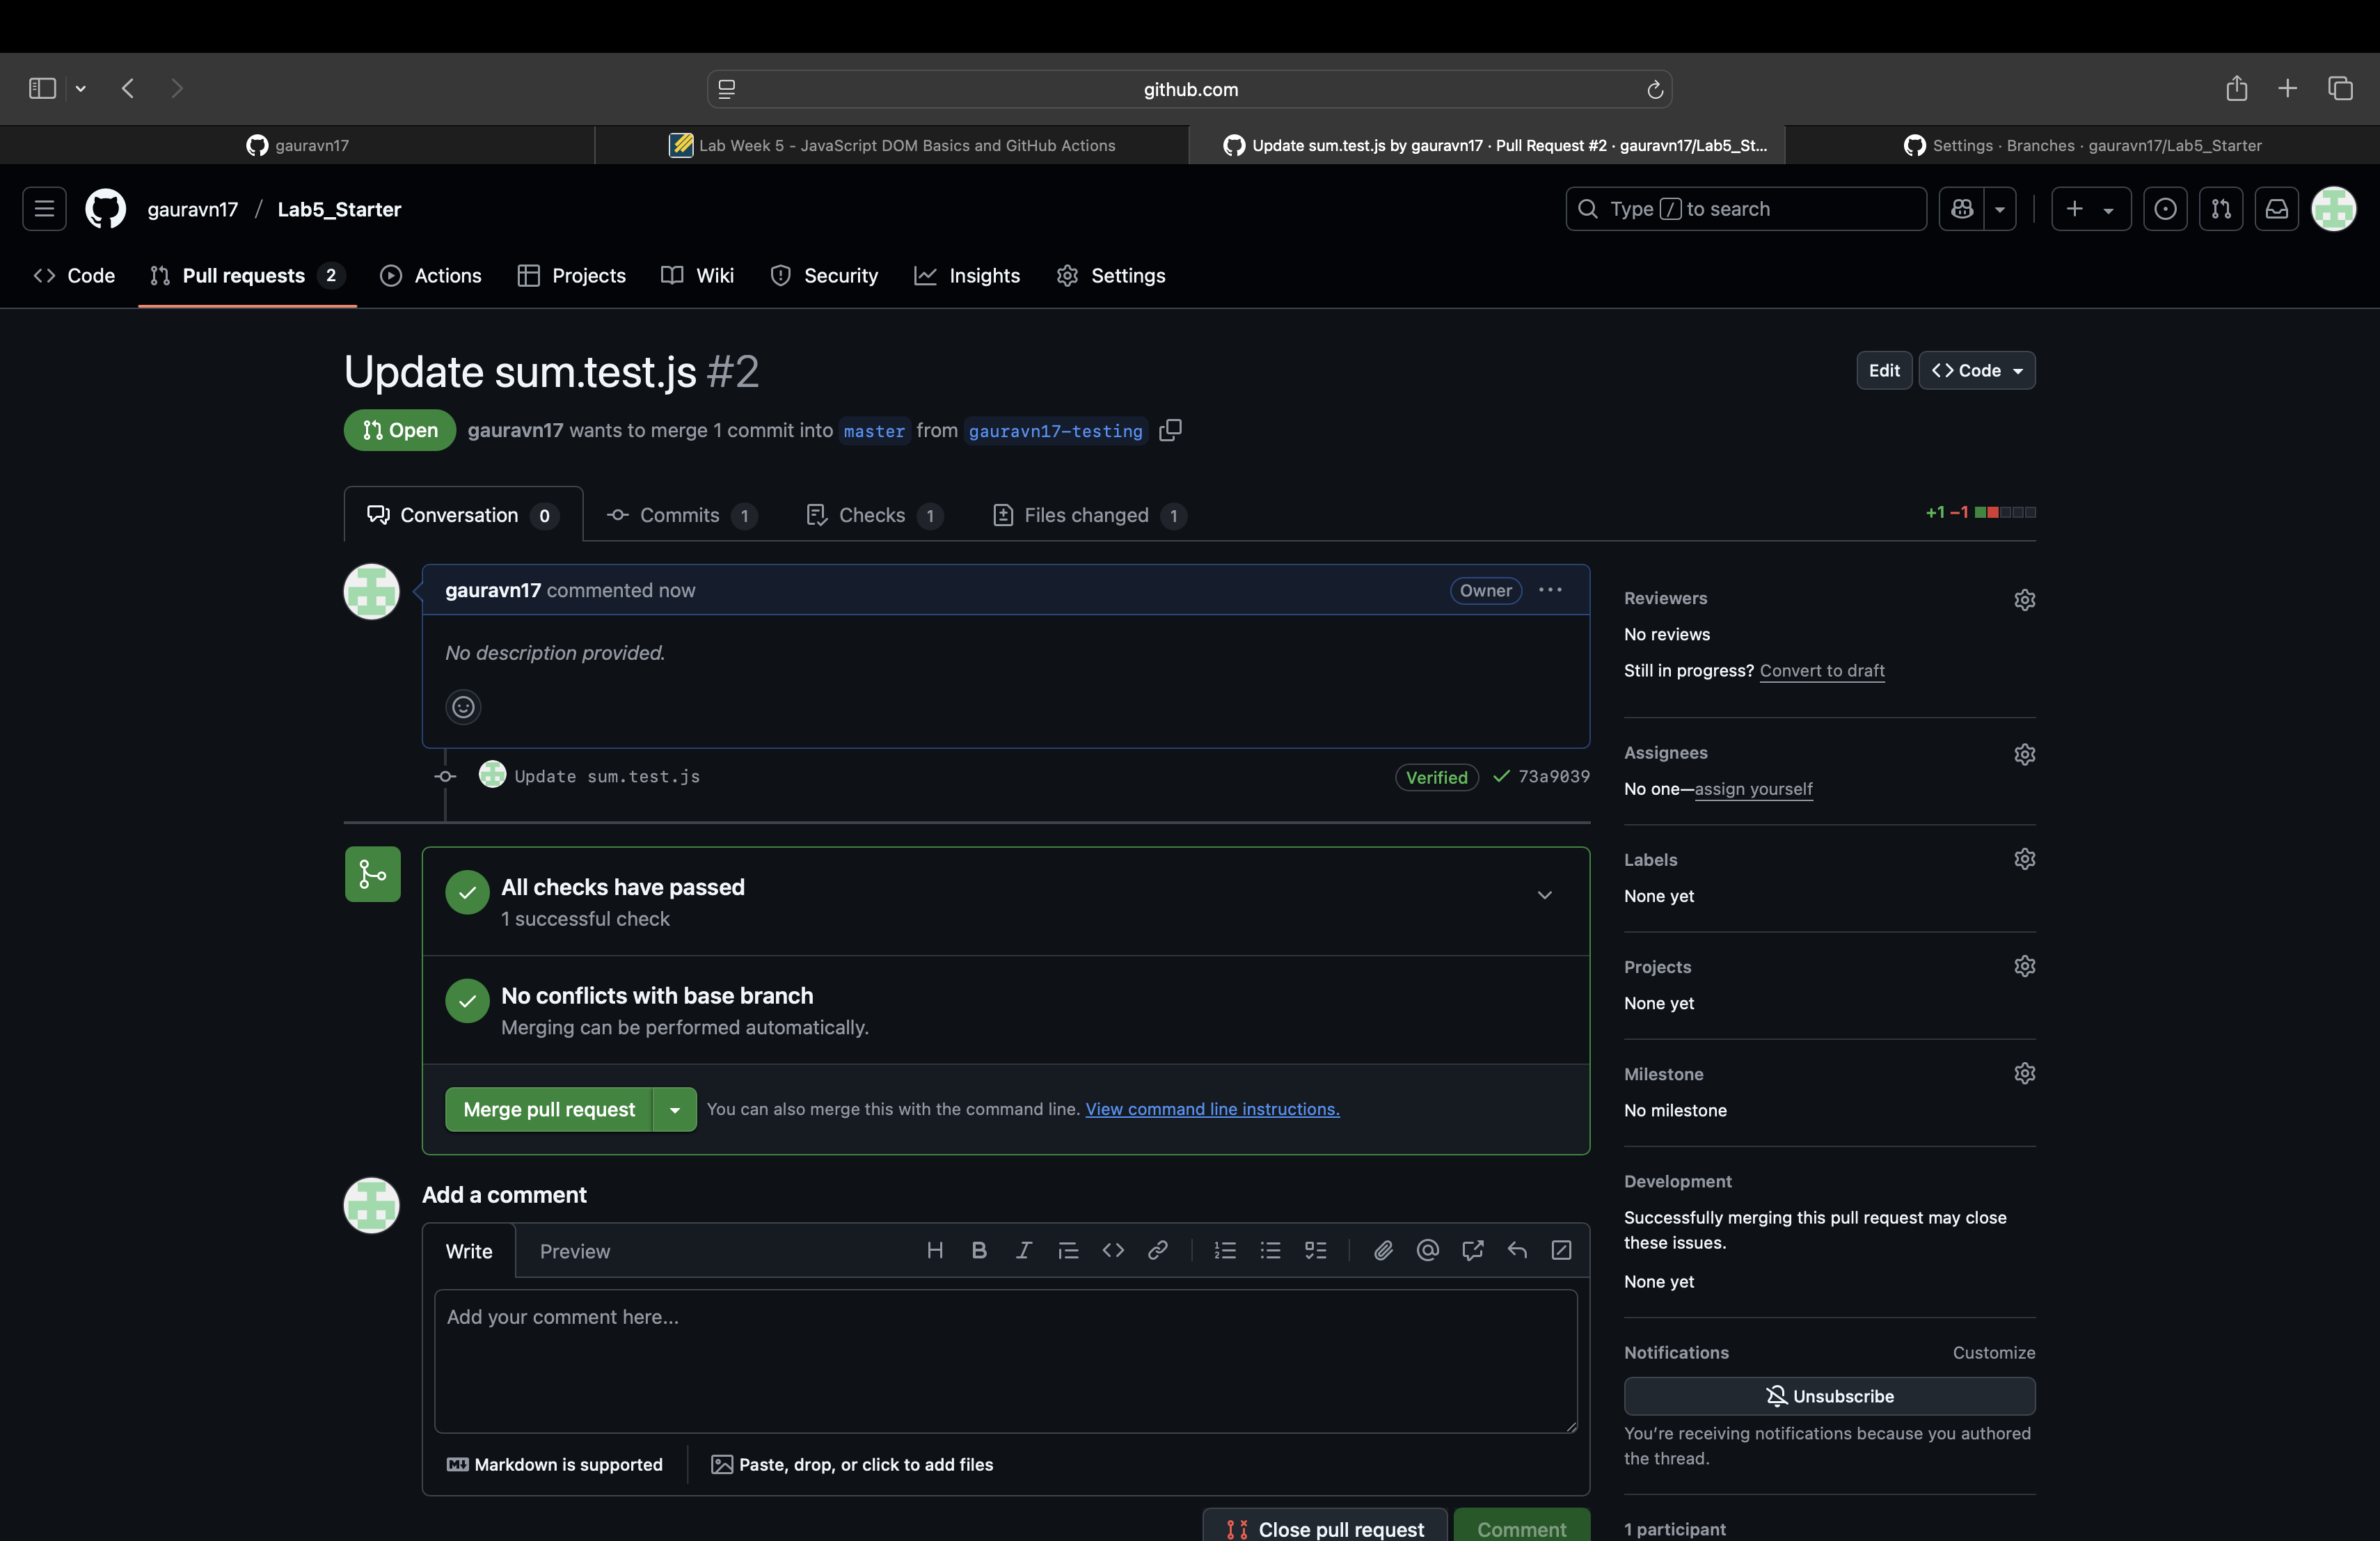 github.com
gauravn17
Lab Week 5 - JavaScript DOM Basics and GitHub Actions
Update sum.test.js by gauravn17 · Pull Request #2 · gauravn17/Lab5_St...
Settings · Branches · gauravn17/Lab5_Starter
gauravn17 / Lab5_Starter
Type / to search
Code
Pull requests 2
Actions
Projects
Wiki
Security
Insights
Settings
Update sum.test.js #2
Edit
Code
Open
gauravn17 wants to merge 1 commit into master from gauravn17-testing
Conversation 0
Commits 1
Checks 1
Files changed 1
+1 −1
gauravn17 commented now
Owner
No description provided.
Update sum.test.js
Verified
73a9039
All checks have passed
1 successful check
No conflicts with base branch
Merging can be performed automatically.
Merge pull request
You can also merge this with the command line. View command line instructions.
Add a comment
Write
Preview
Add your comment here...
Markdown is supported
Paste, drop, or click to add files
Close pull request
Comment
Reviewers
No reviews
Still in progress? Convert to draft
Assignees
No one—assign yourself
Labels
None yet
Projects
None yet
Milestone
No milestone
Development
Successfully merging this pull request may close
these issues.
None yet
Notifications
Customize
Unsubscribe
You're receiving notifications because you authored
the thread.
1 participant